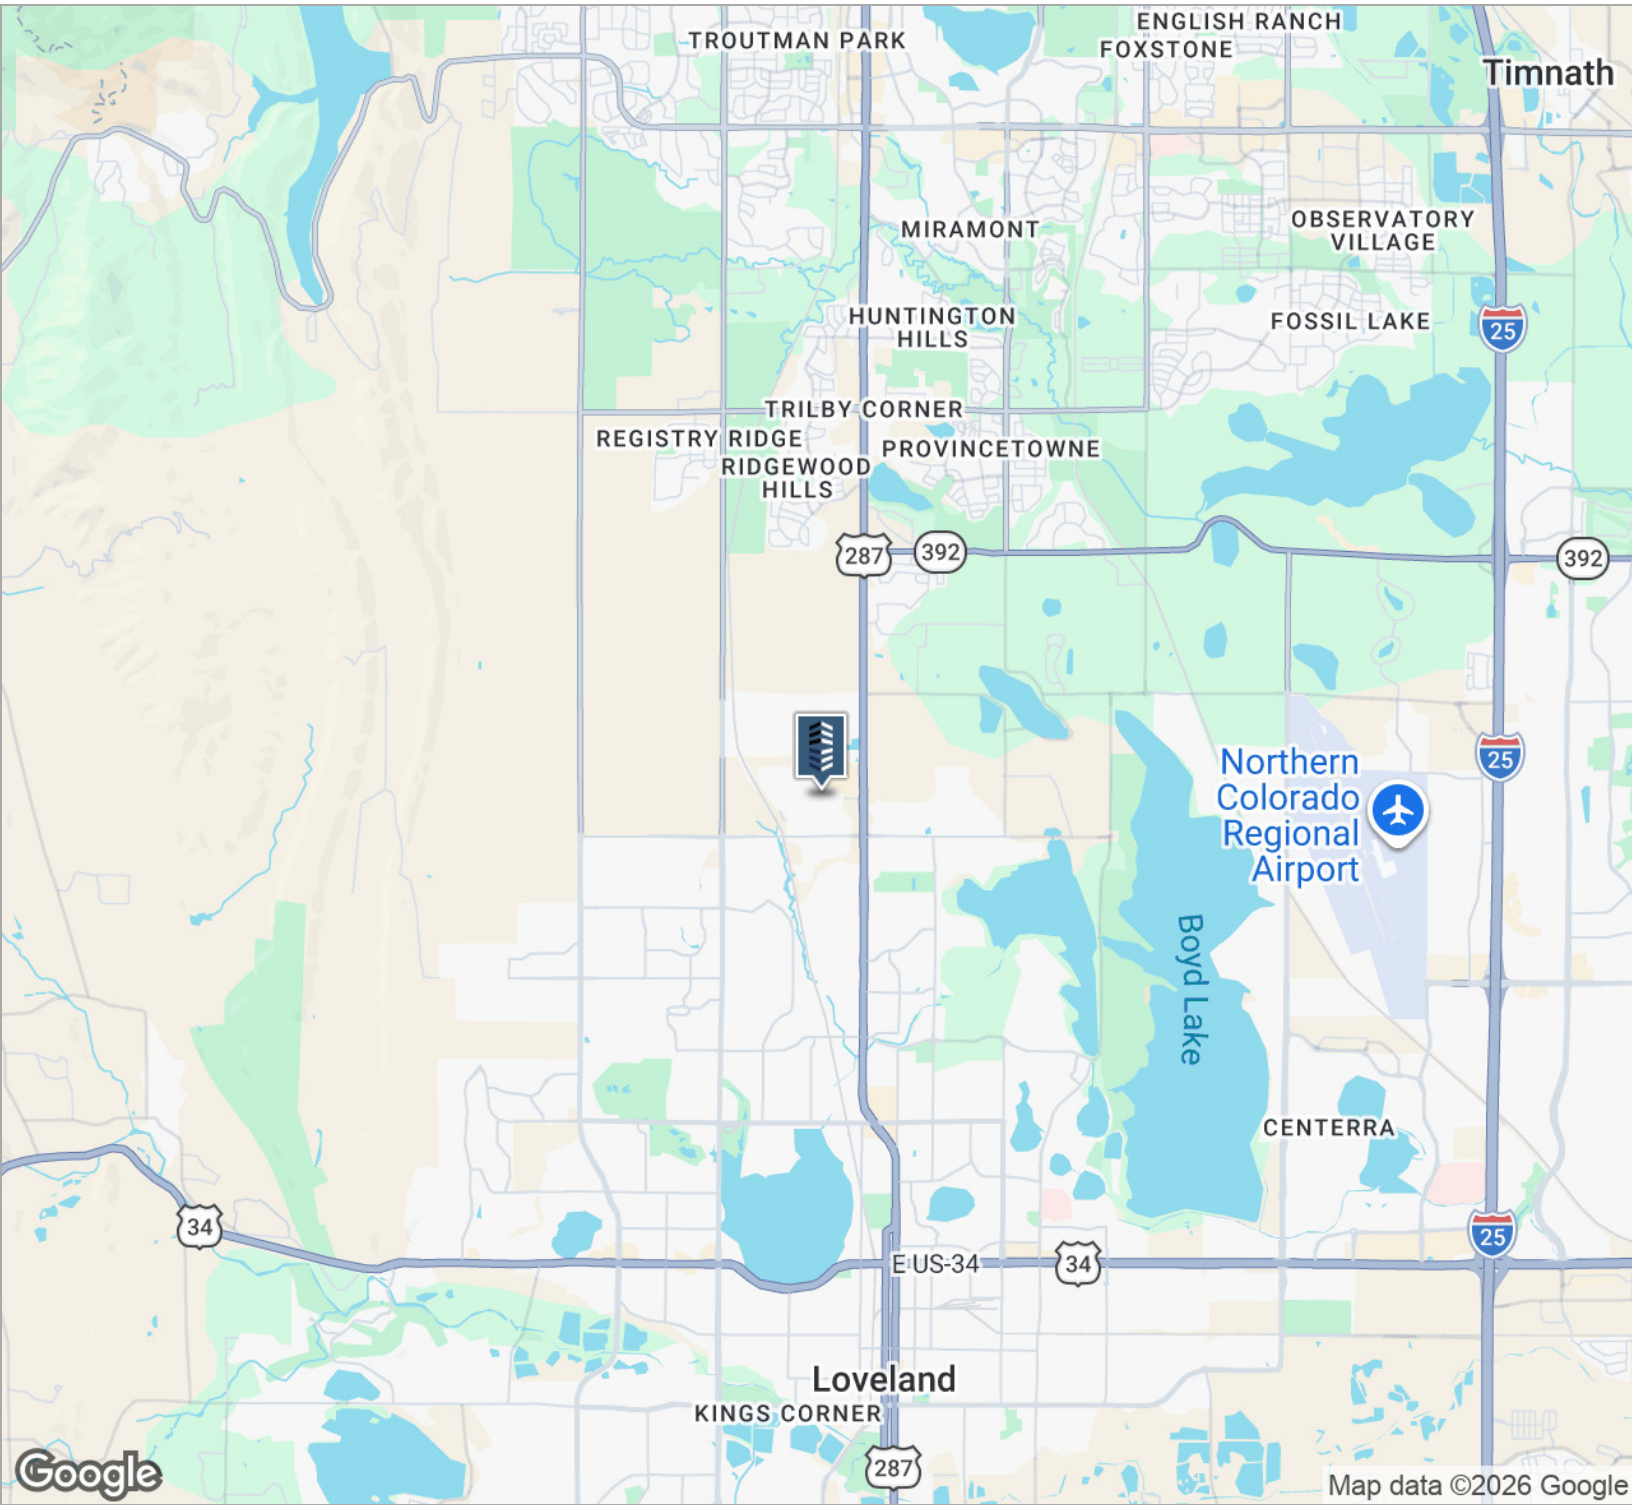 ENGLISH RANCH
TROUTMAN PARK
FOXSTONE
Timnath
MIRAMONT
OBSERVATORY
VILLAGE
HUNTINGTON
HILLS
FOSSIL LAKE
25
TRILBY CORNER
REGISTRY RIDGE
PROVINCETOWNE
RIDGEWOOD
HILLS
287
392
392
Northern
Colorado
Regional
Airport
25
Boyd Lake
CENTERRA
34
25
E US-34
34
Loveland
KINGS CORNER
287
Google
Map data ©2026 Google